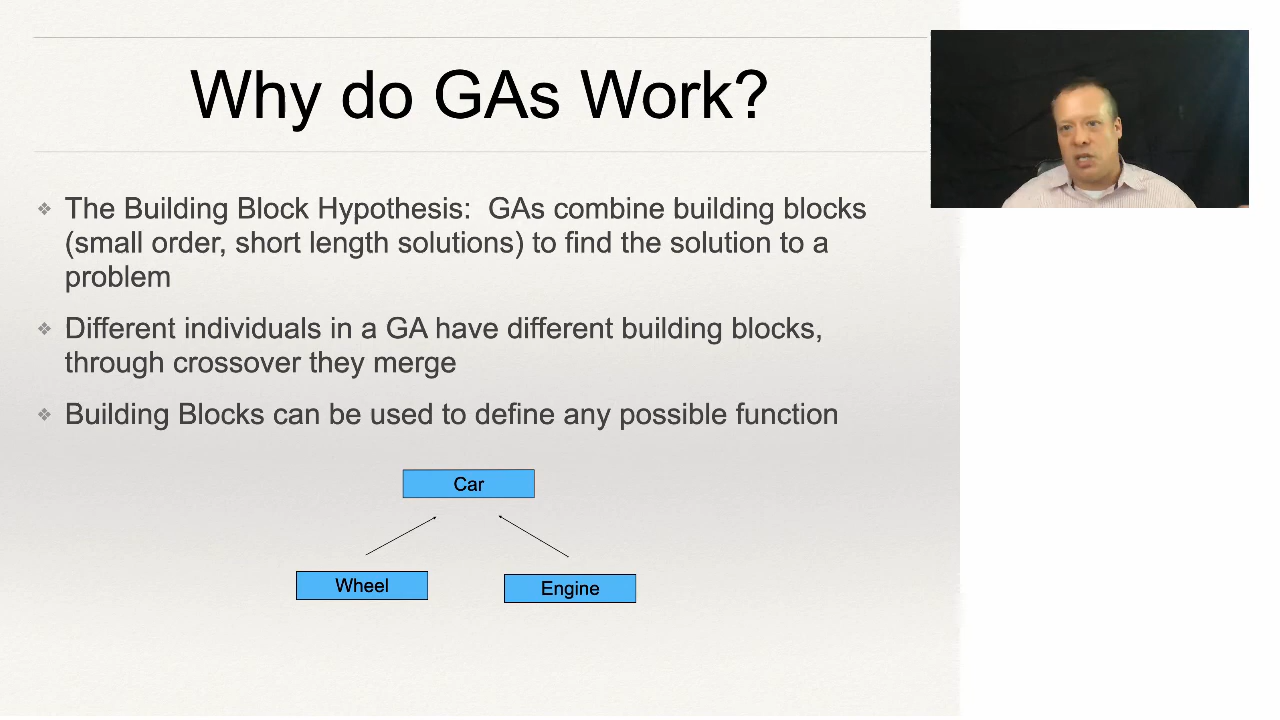 Why do GAs Work?
The Building Block Hypothesis: GAs combine building blocks
(small order, short length solutions) to find the solution to a
problem
Different individuals in a GA have different building blocks,
through crossover they merge
Building Blocks can be used to define any possible function
Car
Wheel
Engine